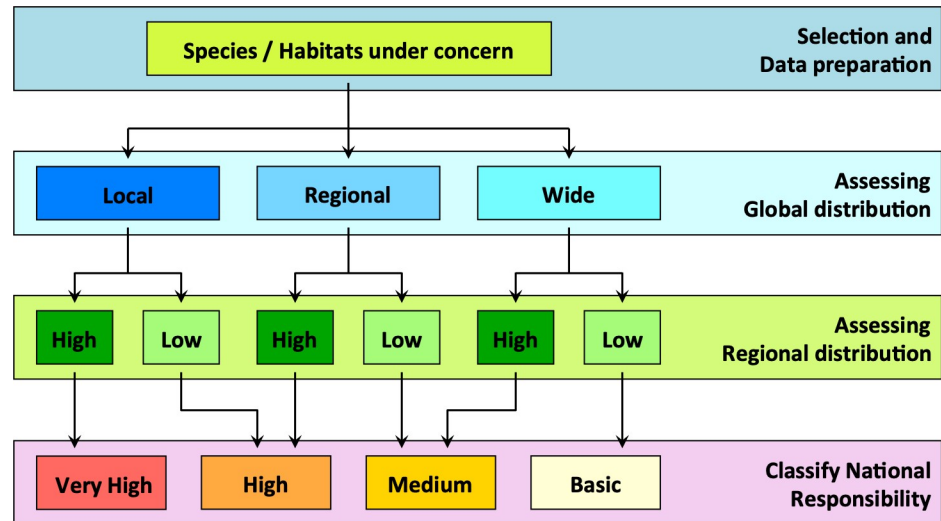 Species / Habitats under concern
Selection and
Data preparation
Local
Regional
Wide
Assessing
Global distribution
High
Low
High
Low
High
Low
Assessing
Regional distribution
Very High
High
Medium
Basic
Classify National
Responsibility